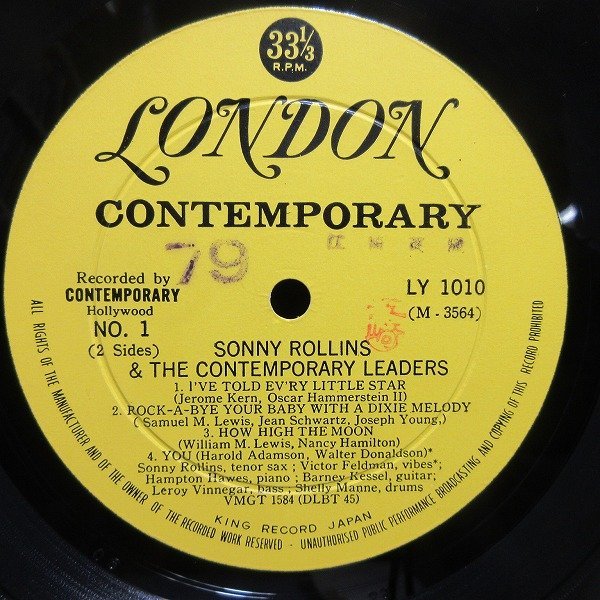 33 1/3
R.P.M.
LONDON
CONTEMPORARY
79
Recorded by
CONTEMPORARY
Hollywood
NO. 1
(2 Sides)
LY 1010
(M - 3564)
SONNY ROLLINS
& THE CONTEMPORARY LEADERS
1. I'VE TOLD EV'RY LITTLE STAR
(Jerome Kern, Oscar Hammerstein II)
2. ROCK-A-BYE YOUR BABY WITH A DIXIE MELODY
( Samuel M. Lewis, Jean Schwartz, Joseph Young,)
3. HOW HIGH THE MOON
(William M. Lewis, Nancy Hamilton)
4. YOU (Harold Adamson, Walter Donaldson)*
Sonny Rollins, tenor sax ; Victor Feldman, vibes*;
Hampton Hawes, piano ; Barney Kessel, guitar;
Leroy Vinnegar, bass ; Shelly Manne, drums
VMGT 1584 (DLBT 45)
KING RECORD JAPAN
ALL RIGHTS OF THE MANUFACTURER AND OF THE OWNER OF THE RECORDED WORK RESERVED - UNAUTHORISED PUBLIC PERFORMANCE BROADCASTING AND COPYING OF THIS RECORD PROHIBITED